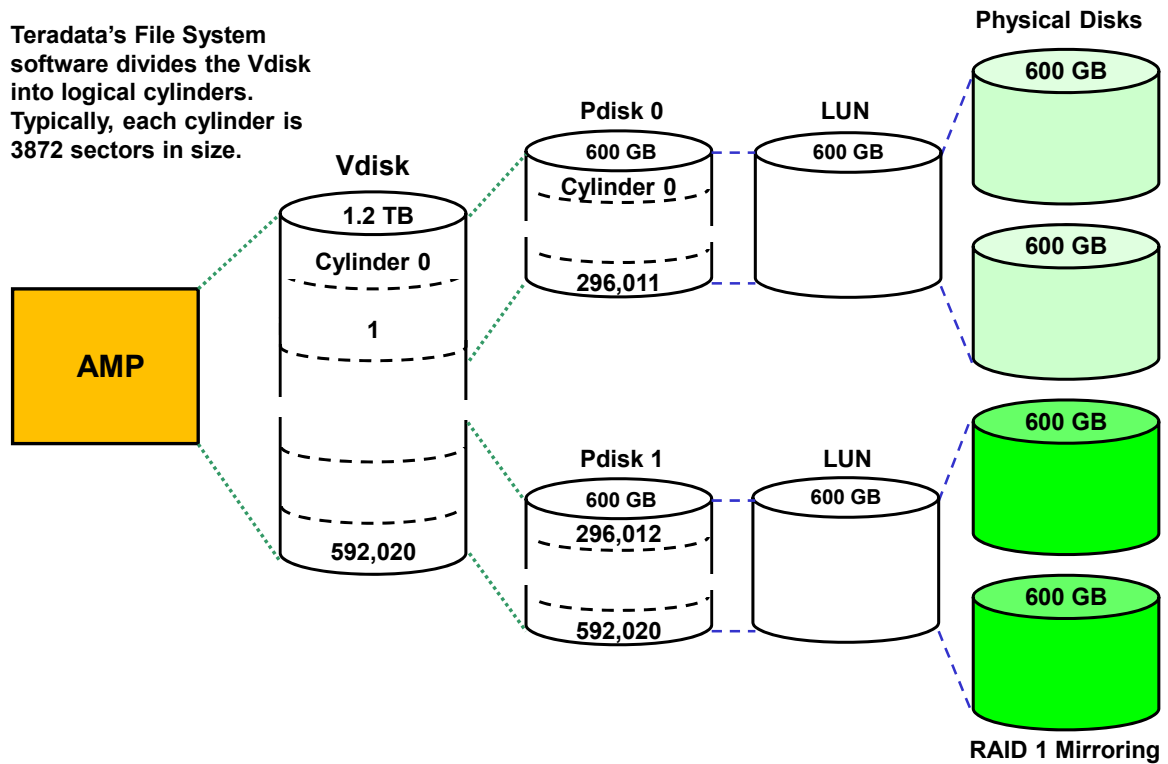 Teradata's File System
software divides the Vdisk
into logical cylinders.
Typically, each cylinder is
3872 sectors in size.
AMP
Vdisk
1.2 TB
Cylinder 0
1
592,020
Pdisk 0
600 GB
Cylinder 0
296,011
LUN
600 GB
Pdisk 1
600 GB
296,012
592,020
LUN
600 GB
Physical Disks
600 GB
600 GB
600 GB
600 GB
RAID 1 Mirroring